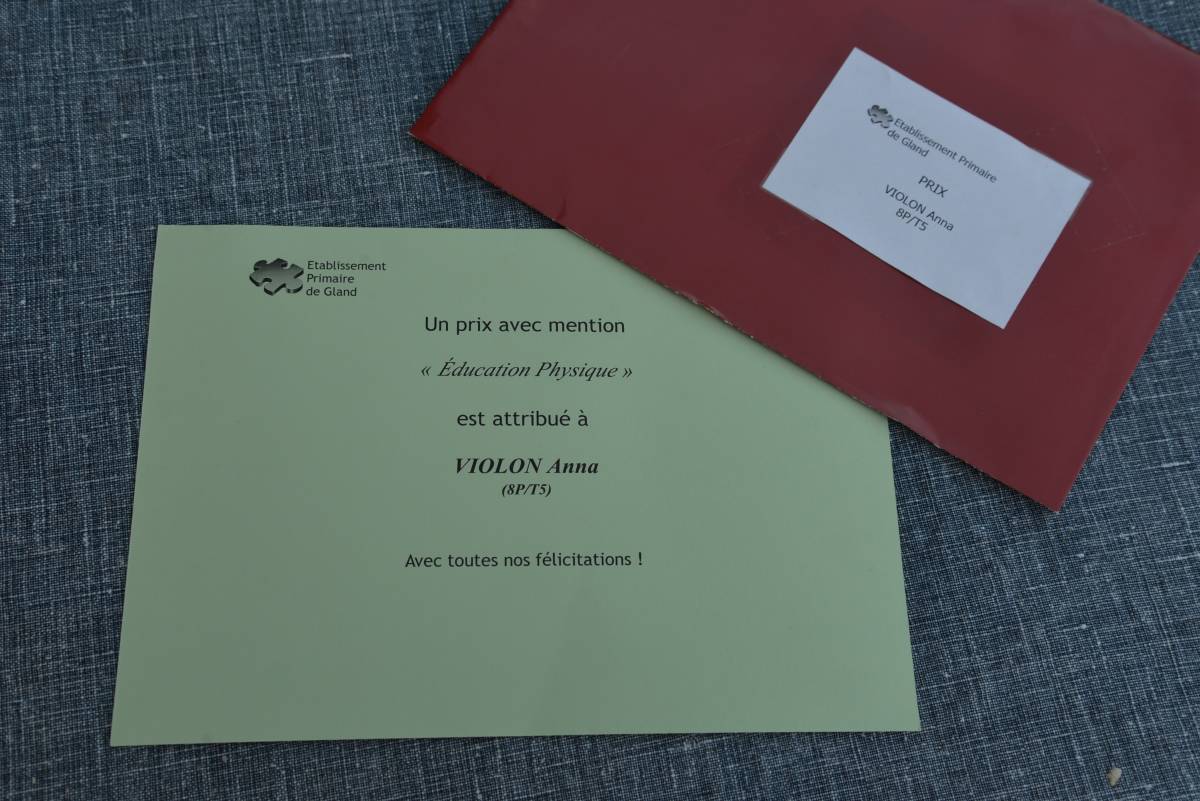 Etablissement
Primaire
de Gland
Un prix avec mention
« Éducation Physique »
est attribué à
VIOLON Anna
(8P/T5)
Avec toutes nos félicitations !
Etablissement Primaire
de Gland
PRIX
VIOLON Anna
8P/T5